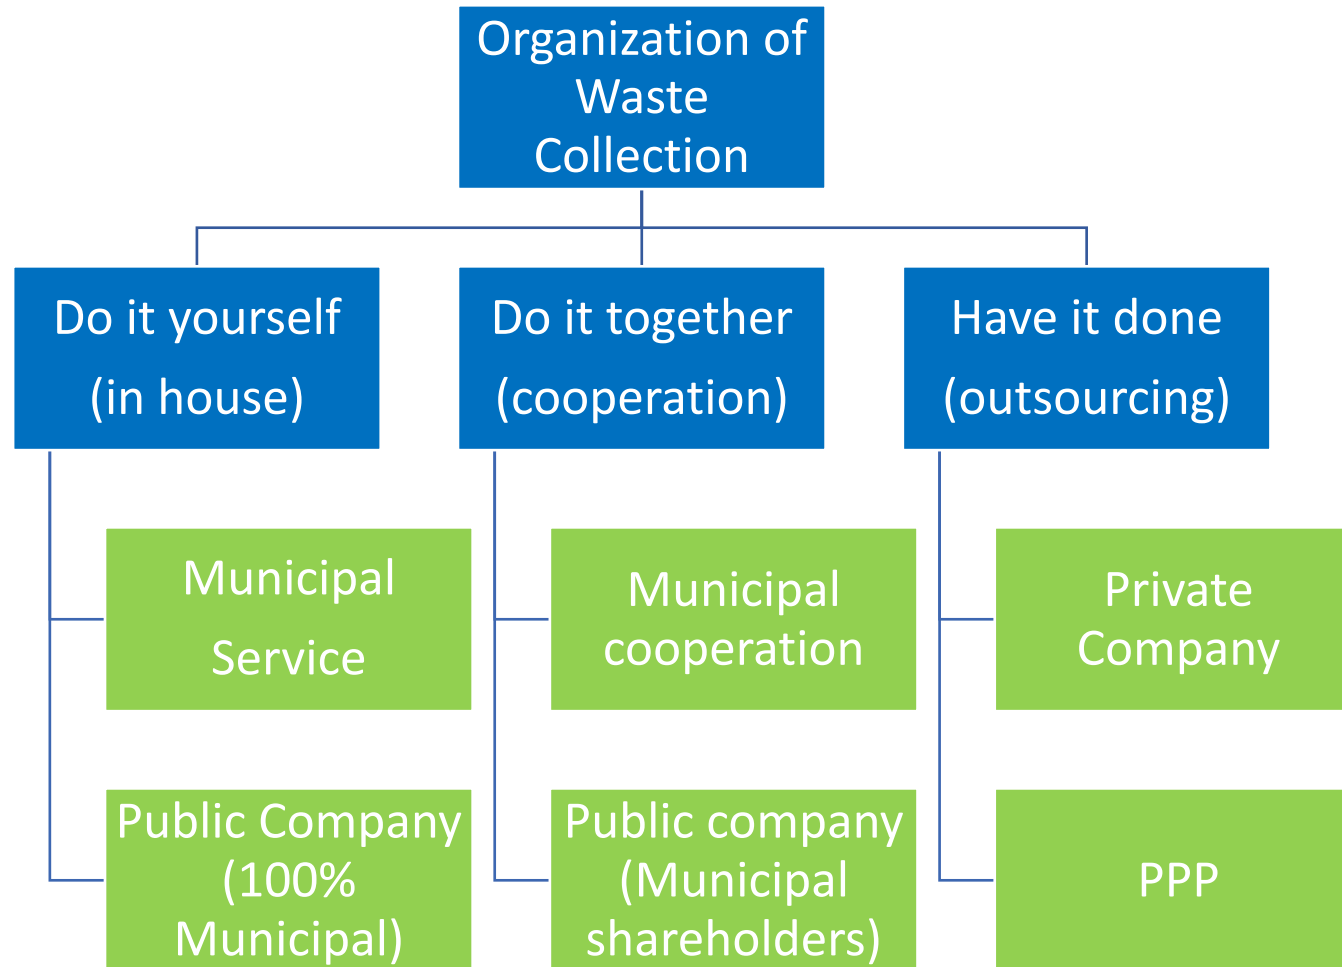 Organization of
Waste
Collection
Do it yourself
(in house)
Do it together
(cooperation)
Have it done
(outsourcing)
Municipal
Service
Municipal
cooperation
Private
Company
Public Company
(100%
Municipal)
Public company
(Municipal
shareholders)
PPP